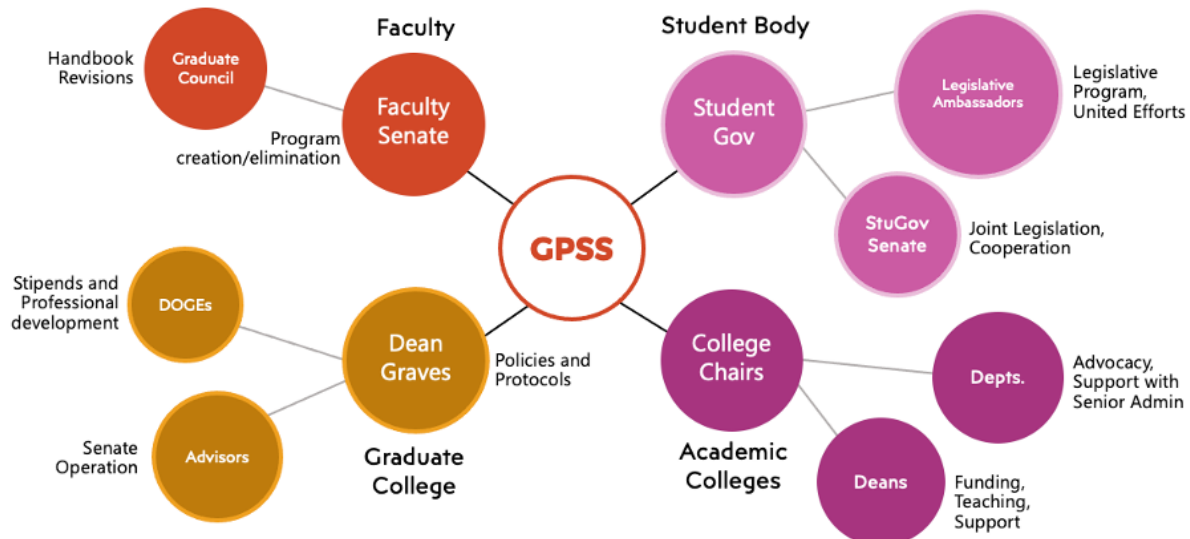 Faculty
Student Body
Handbook
Revisions
Graduate
Council
Faculty
Senate
Program
creation/elimination
Student
Gov
Legislative
Ambassadors
Legislative
Program,
United Efforts
StuGov
Senate
Joint Legislation,
Cooperation
GPSS
Stipends and
Professional
development
DOGEs
Dean
Graves
Policies and
Protocols
Senate
Operation
Advisors
Graduate
College
College
Chairs
Depts.
Advocacy,
Support with
Senior Admin
Academic
Colleges
Deans
Funding,
Teaching,
Support